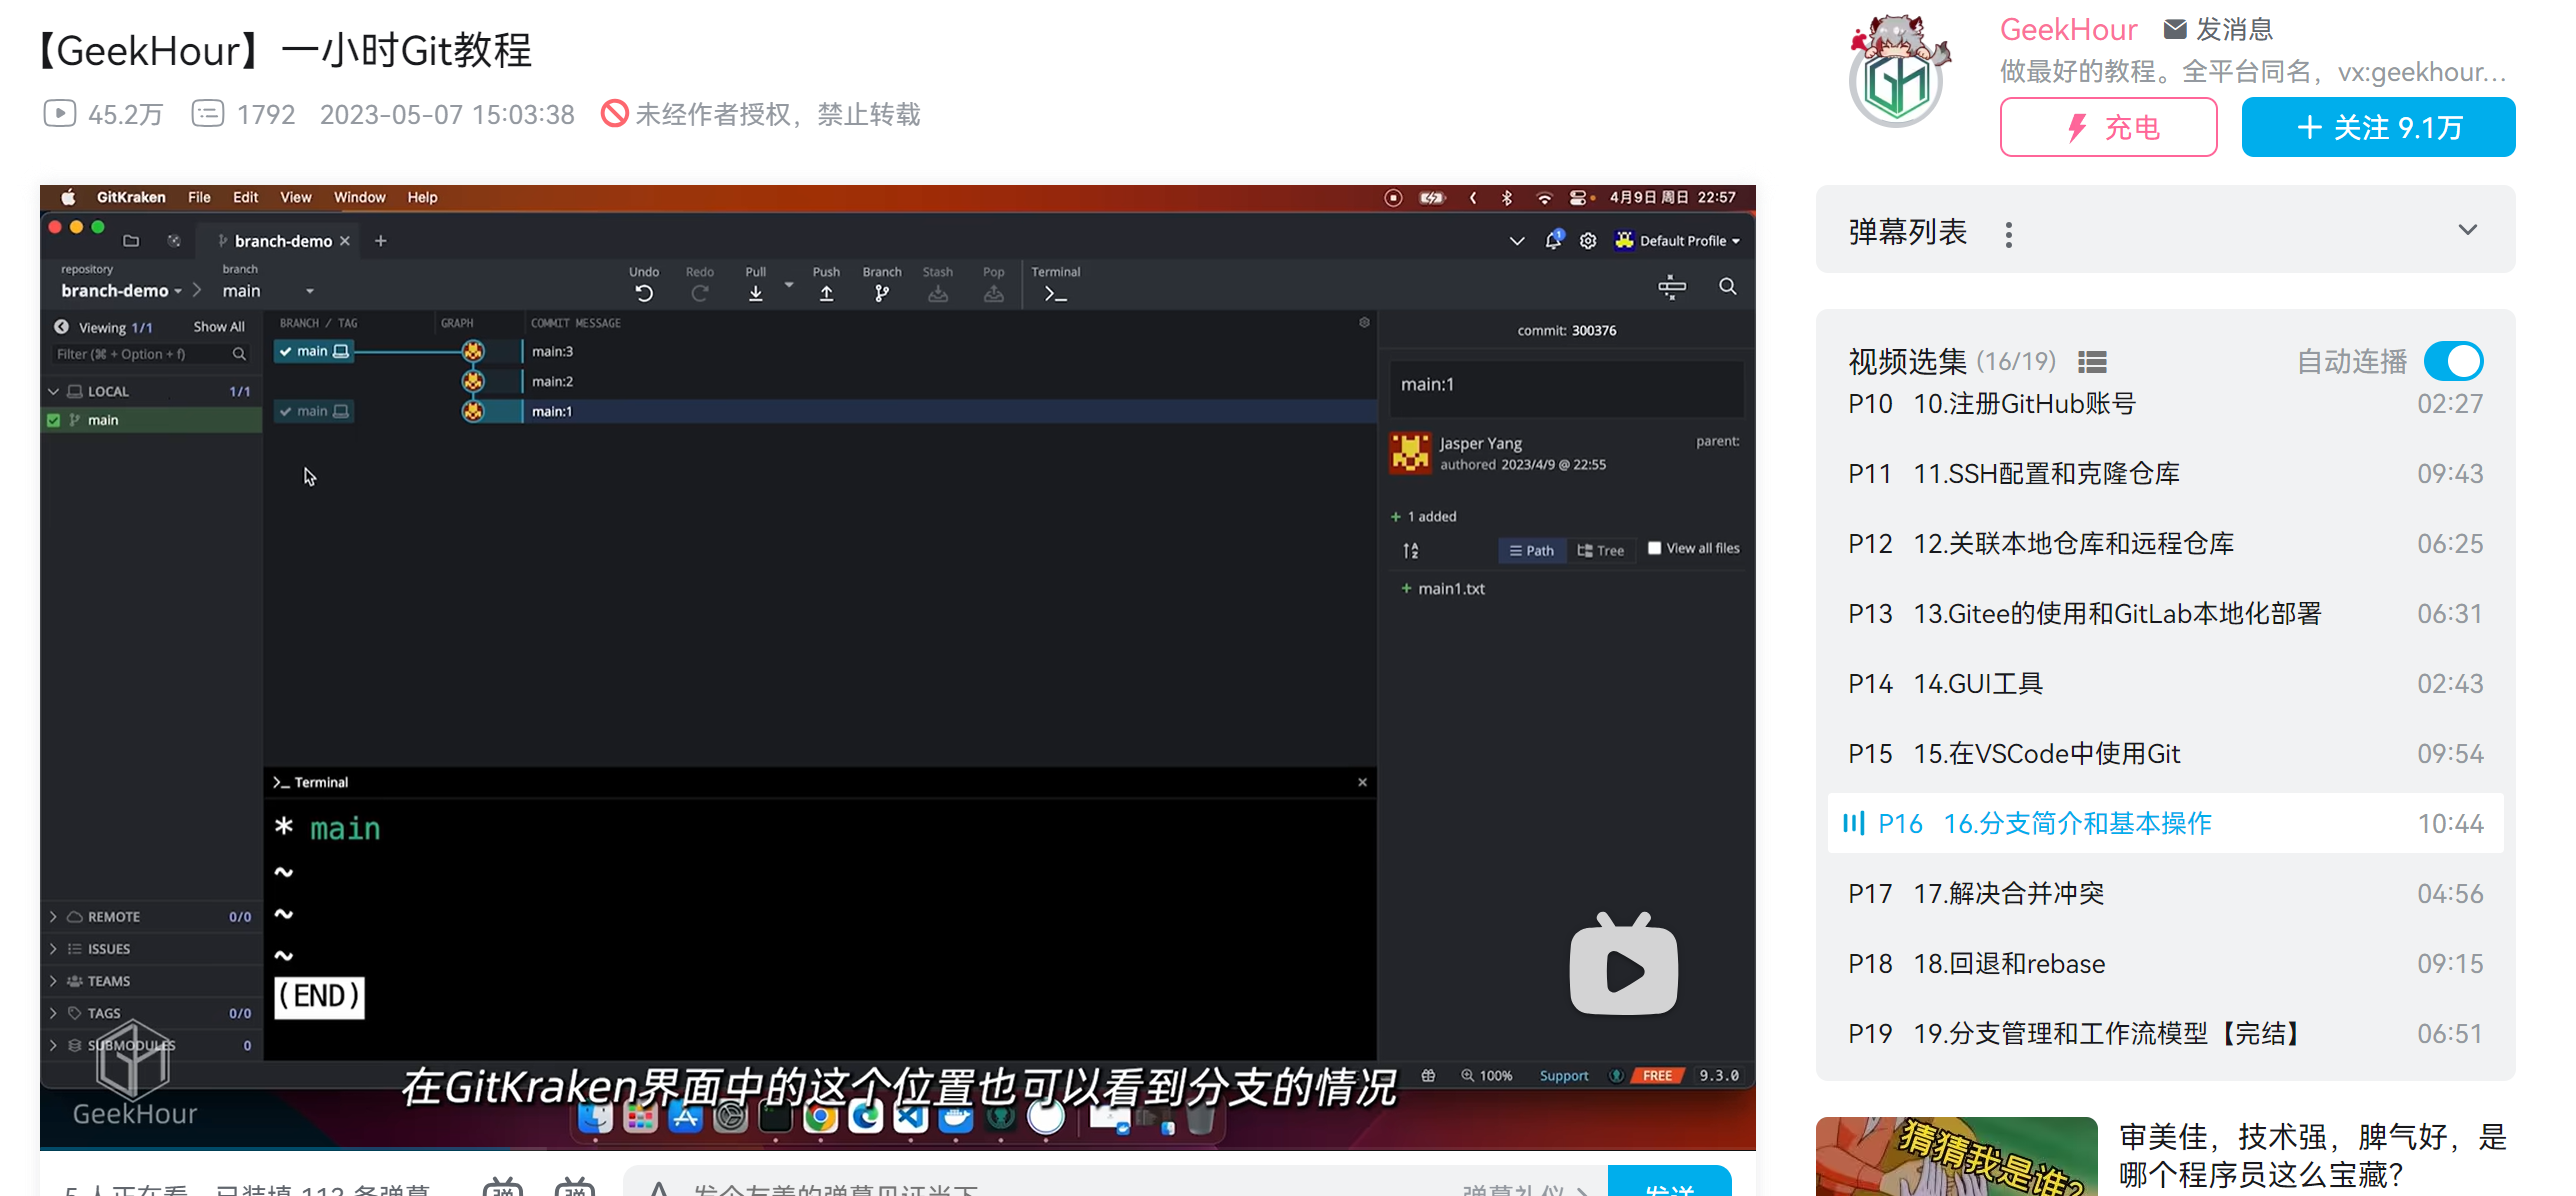 【GeekHour】一小时Git教程
45.2万 1792 2023-05-07 15:03:38 未经作者授权，禁止转载
GitKraken File Edit View Window Help 4月9日 周日 22:57
branch-demo
Default Profile
repository branch
branch-demo main
Undo Redo Pull Push Branch Stash Pop Terminal
Viewing 1/1 Show All
Filter (⌘ + Option + f)
LOCAL 1/1
main
REMOTE 0/0
ISSUES
TEAMS
TAGS 0/0
SUBMODULES 0
BRANCH / TAG GRAPH COMMIT MESSAGE
main main:3
main:2
main main:1
Terminal
* main
~
~
~
(END)
commit: 300376
main:1
Jasper Yang
authored 2023/4/9 @ 22:55
parent:
+ 1 added
Path Tree View all files
+ main1.txt
100% Support FREE 9.3.0
在GitKraken界面中的这个位置也可以看到分支的情况
GeekHour
5 人正在看，已装填 113 条弹幕
发个友善的弹幕见证当下
弹幕礼仪 >
发送
GeekHour 发消息
做最好的教程。全平台同名，vx:geekhour...
充电
+ 关注 9.1万
弹幕列表
视频选集 (16/19) 自动连播
P10 10.注册GitHub账号 02:27
P11 11.SSH配置和克隆仓库 09:43
P12 12.关联本地仓库和远程仓库 06:25
P13 13.Gitee的使用和GitLab本地化部署 06:31
P14 14.GUI工具 02:43
P15 15.在VSCode中使用Git 09:54
P16 16.分支简介和基本操作 10:44
P17 17.解决合并冲突 04:56
P18 18.回退和rebase 09:15
P19 19.分支管理和工作流模型【完结】 06:51
猜猜我是谁？
审美佳，技术强，脾气好，是
哪个程序员这么宝藏？